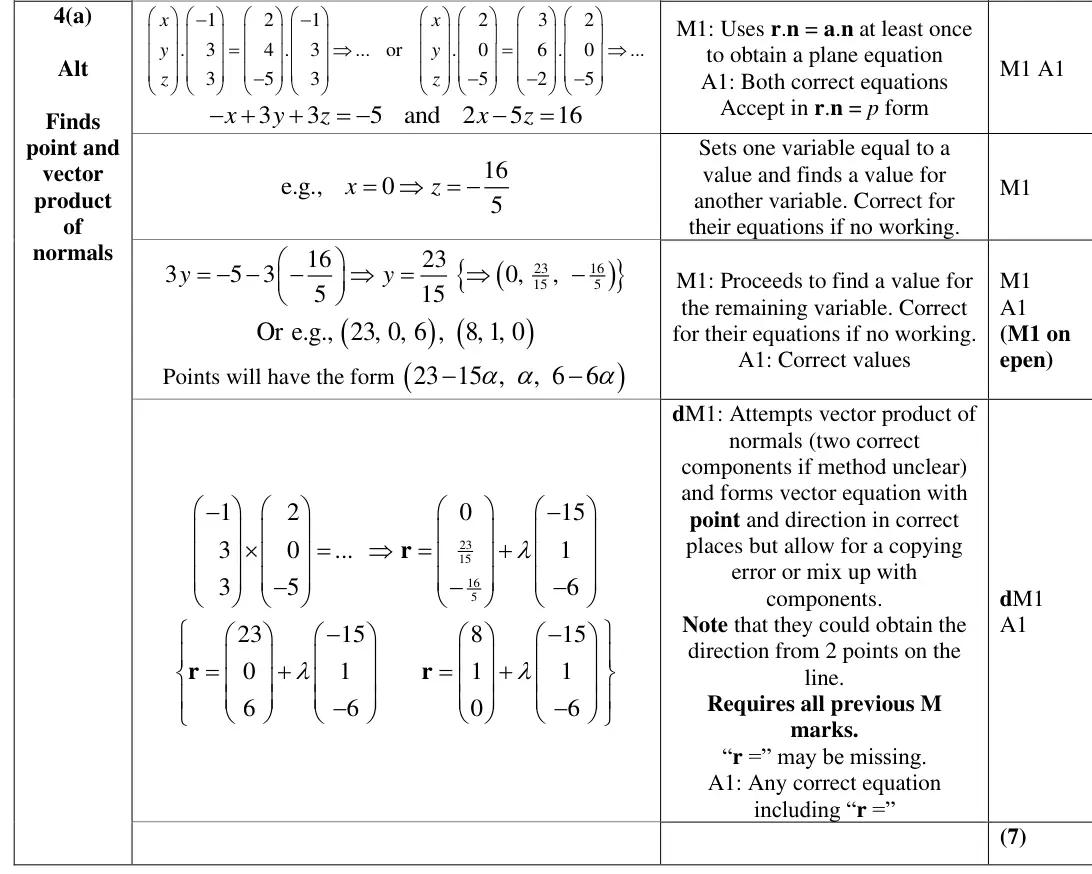 4(a)
Alt
Finds
point and
vector
product
of
normals
(x y z) . (−1 3 3) = (2 4 −5) . (−1 3 3) ⇒ ... or (x y z) . (2 0 −5) = (3 6 −2) . (2 0 −5) ⇒ ...
−x + 3y + 3z = −5 and 2x − 5z = 16
M1: Uses r.n = a.n at least once
to obtain a plane equation
A1: Both correct equations
Accept in r.n = p form
M1 A1
e.g., x = 0 ⇒ z = −16/5
Sets one variable equal to a
value and finds a value for
another variable. Correct for
their equations if no working.
M1
3y = −5 − 3(−16/5) ⇒ y = 23/15 {⇒ (0, 23/15, −16/5)}
Or e.g., (23, 0, 6), (8, 1, 0)
Points will have the form (23 − 15α, α, 6 − 6α)
M1: Proceeds to find a value for
the remaining variable. Correct
for their equations if no working.
A1: Correct values
M1
A1
(M1 on
epen)
(−1 3 3) × (2 0 −5) = ... ⇒ r = (0 23/15 −16/5) + λ(−15 1 −6)
{r = (23 0 6) + λ(−15 1 −6) r = (8 1 0) + λ(−15 1 −6)}
dM1: Attempts vector product of
normals (two correct
components if method unclear)
and forms vector equation with
point and direction in correct
places but allow for a copying
error or mix up with
components.
Note that they could obtain the
direction from 2 points on the
line.
Requires all previous M
marks.
“r =” may be missing.
A1: Any correct equation
including “r =”
dM1
A1
(7)